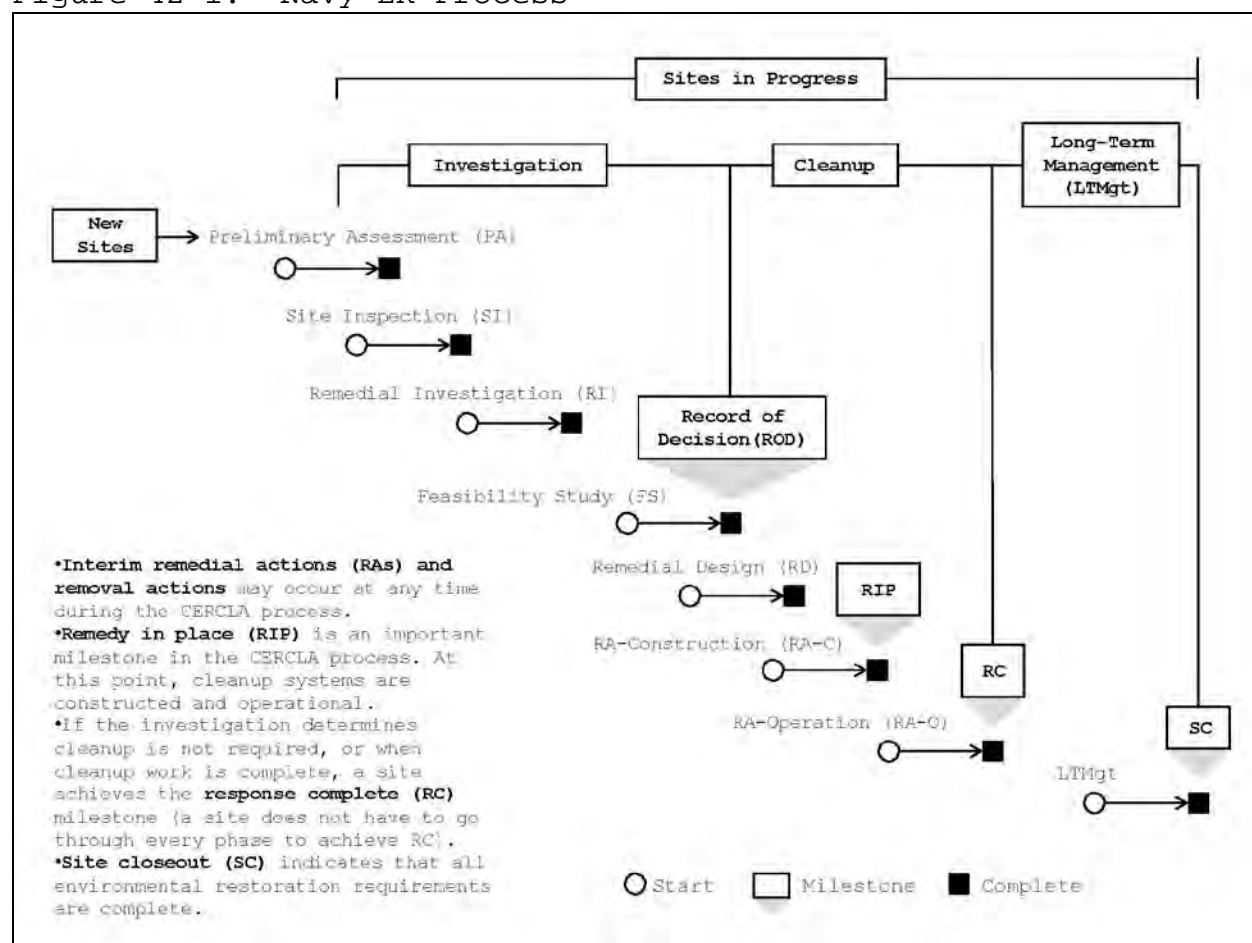 Figure 42-1. Navy ER Process
Sites in Progress
Investigation
Cleanup
Long-Term
Management
(LTMgt)
New
Sites
Preliminary Assessment (PA)
Site Inspection (SI)
Remedial Investigation (RI)
Record of
Decision(ROD)
Feasibility Study (FS)
Remedial Design (RD)
RIP
RA-Construction (RA-C)
RC
RA-Operation (RA-O)
SC
LTMgt
•Interim remedial actions (RAs) and
removal actions may occur at any time
during the CERCLA process.
•Remedy in place (RIP) is an important
milestone in the CERCLA process. At
this point, cleanup systems are
constructed and operational.
•If the investigation determines
cleanup is not required, or when
cleanup work is complete, a site
achieves the response complete (RC)
milestone (a site does not have to go
through every phase to achieve RC).
•Site closeout (SC) indicates that all
environmental restoration requirements
are complete.
Start
Milestone
Complete